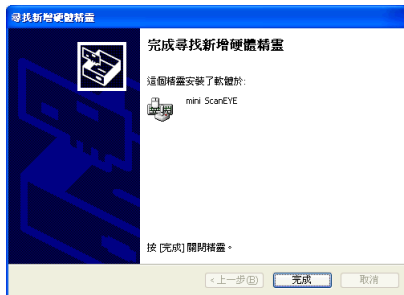 尋找新增硬體精靈
完成尋找新增硬體精靈
這個精靈安裝了軟體於:
mini ScanEYE
按 [完成] 關閉精靈。
<上一步(B)
完成
取消